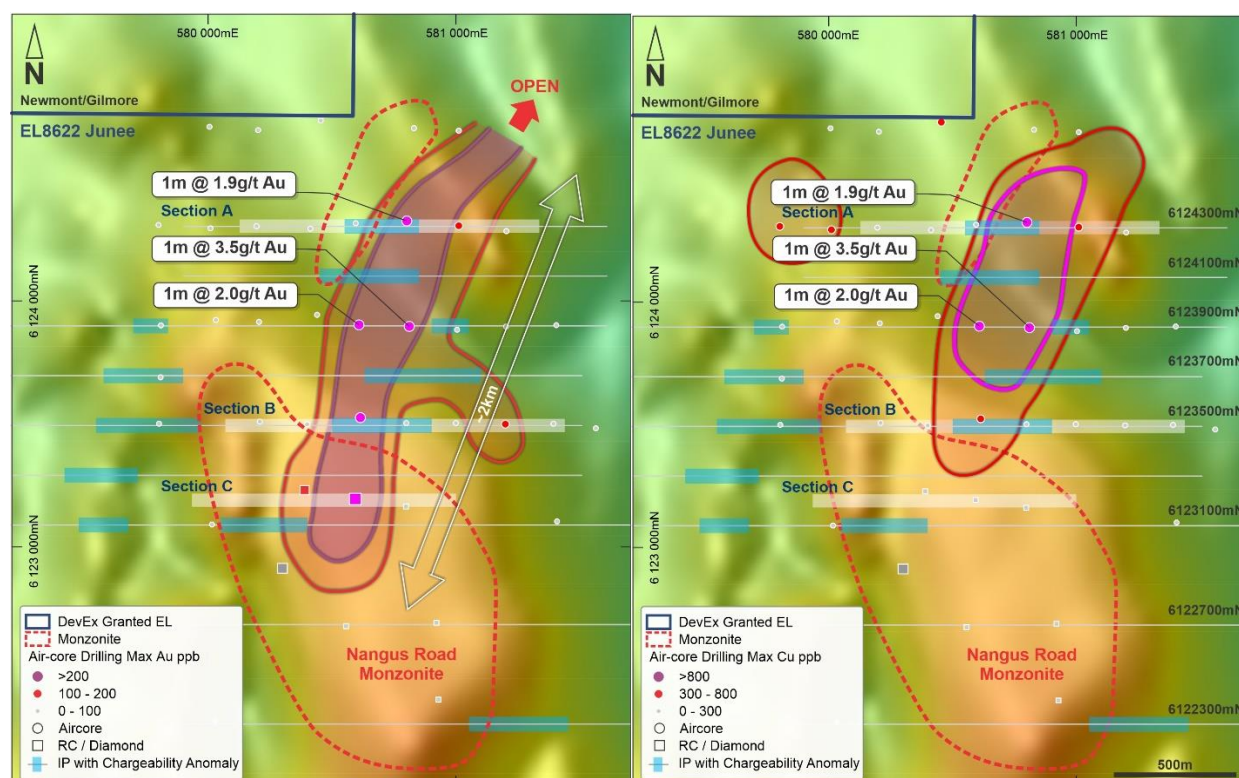 580 000mE
581 000mE
N
Newmont/Gilmore
EL8622 Junee
OPEN
1m @ 1.9g/t Au
Section A
1m @ 3.5g/t Au
1m @ 2.0g/t Au
6 124 000mN
Section B
~2km
Section C
6 123 000mN
Nangus Road
Monzonite
DevEx Granted EL
Monzonite
Air-core Drilling Max Au ppb
>200
100 - 200
0 - 100
Aircore
RC / Diamond
IP with Chargeability Anomaly
580 000mE
581 000mE
N
Newmont/Gilmore
EL8622 Junee
1m @ 1.9g/t Au
Section A
6124300mN
1m @ 3.5g/t Au
6124100mN
1m @ 2.0g/t Au
6 124 000mN
6123900mN
6123700mN
Section B
6123500mN
Section C
6123100mN
6 123 000mN
6122700mN
Nangus Road
Monzonite
6122300mN
DevEx Granted EL
Monzonite
Air-core Drilling Max Cu ppb
>800
300 - 800
0 - 300
Aircore
RC / Diamond
IP with Chargeability Anomaly
500m